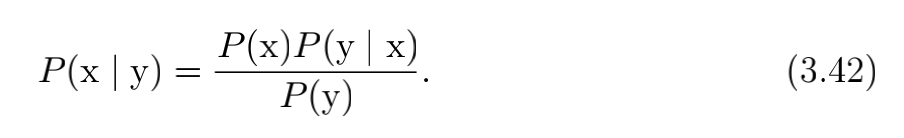 P(x | y) = P(x)P(y | x) / P(y). (3.42)